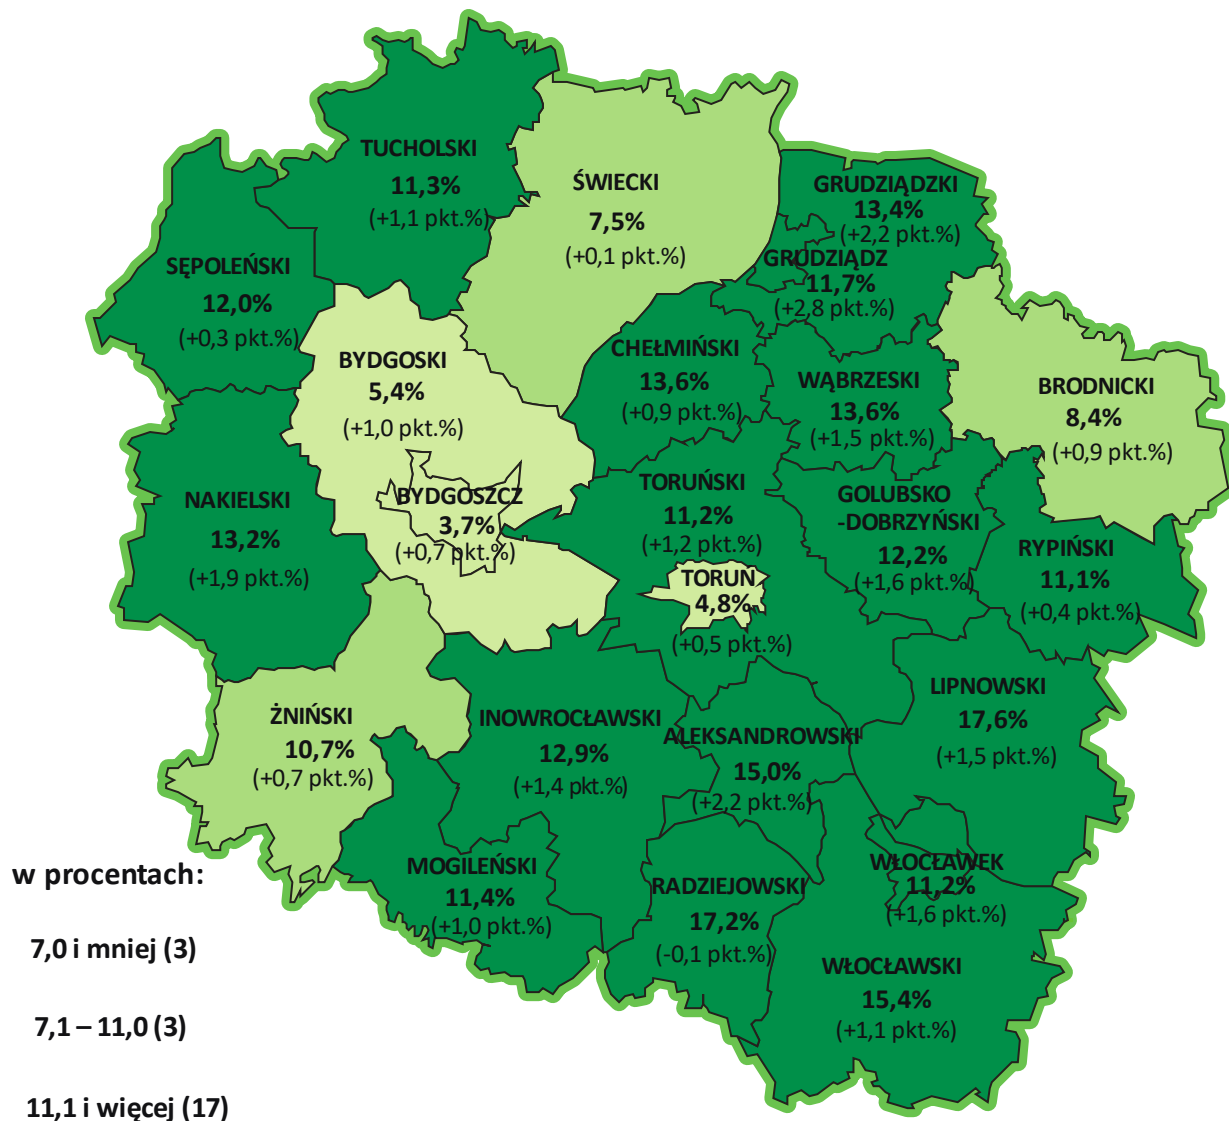 TUCHOLSKI
11,3%
(+1,1 pkt.%)
ŚWIECKI
7,5%
(+0,1 pkt.%)
GRUDZIĄDZKI
13,4%
(+2,2 pkt.%)
GRUDZIĄDZ
11,7%
(+2,8 pkt.%)
SĘPOLEŃSKI
12,0%
(+0,3 pkt.%)
BYDGOSKI
5,4%
(+1,0 pkt.%)
CHEŁMIŃSKI
13,6%
(+0,9 pkt.%)
WĄBRZESKI
13,6%
(+1,5 pkt.%)
BRODNICKI
8,4%
(+0,9 pkt.%)
NAKIELSKI
13,2%
(+1,9 pkt.%)
BYDGOSZCZ
3,7%
(+0,7 pkt.%)
TORUŃSKI
11,2%
(+1,2 pkt.%)
GOLUBSKO
-DOBRZYŃSKI
12,2%
(+1,6 pkt.%)
RYPIŃSKI
11,1%
(+0,4 pkt.%)
TORUŃ
4,8%
(+0,5 pkt.%)
ŻNIŃSKI
10,7%
(+0,7 pkt.%)
INOWROCŁAWSKI
12,9%
(+1,4 pkt.%)
ALEKSANDROWSKI
15,0%
(+2,2 pkt.%)
LIPNOWSKI
17,6%
(+1,5 pkt.%)
MOGILEŃSKI
11,4%
(+1,0 pkt.%)
RADZIEJOWSKI
17,2%
(-0,1 pkt.%)
WŁOCŁAWEK
11,2%
(+1,6 pkt.%)
WŁOCŁAWSKI
15,4%
(+1,1 pkt.%)
w procentach:
7,0 i mniej (3)
7,1 – 11,0 (3)
11,1 i więcej (17)